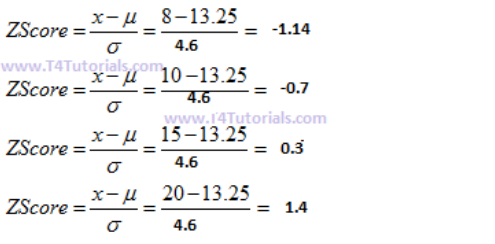 ZScore = (x − μ)/σ = (8 − 13.25)/4.6 = -1.14
www.T4Tutorials.com
ZScore = (x − μ)/σ = (10 − 13.25)/4.6 = -0.7
www.T4Tutorials.com
ZScore = (x − μ)/σ = (15 − 13.25)/4.6 = 0.3
ZScore = (x − μ)/σ = (20 − 13.25)/4.6 = 1.4